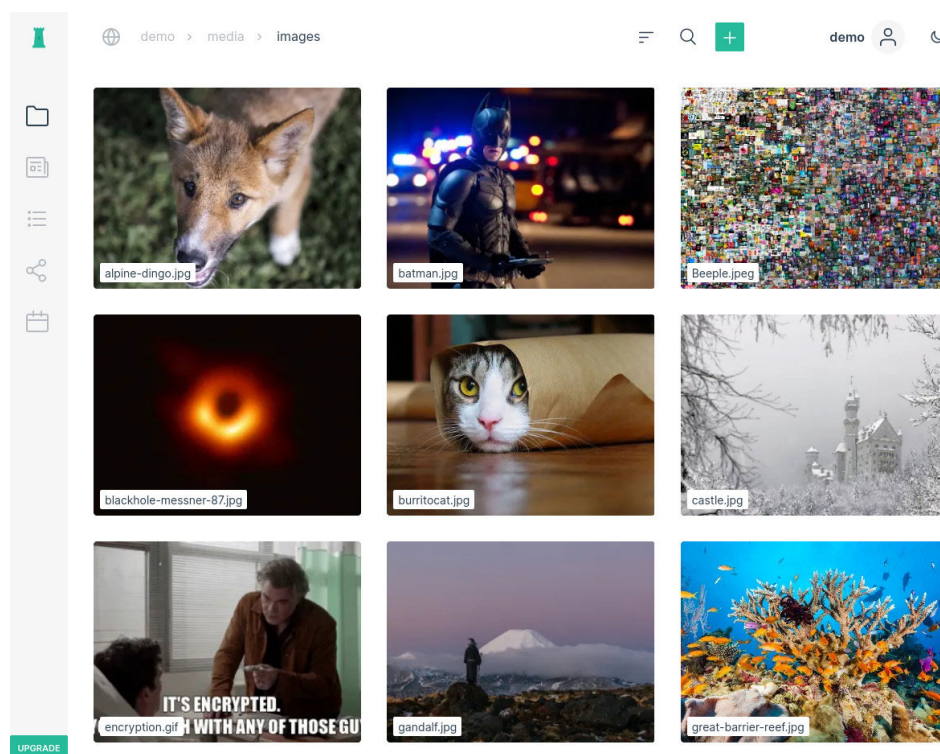 demo > media > images
demo
alpine-dingo.jpg
batman.jpg
Beeple.jpeg
blackhole-messner-87.jpg
burritocat.jpg
castle.jpg
IT'S ENCRYPTED.
H WITH ANY OF THOSE GU
encryption.gif
gandalf.jpg
great-barrier-reef.jpg
UPGRADE